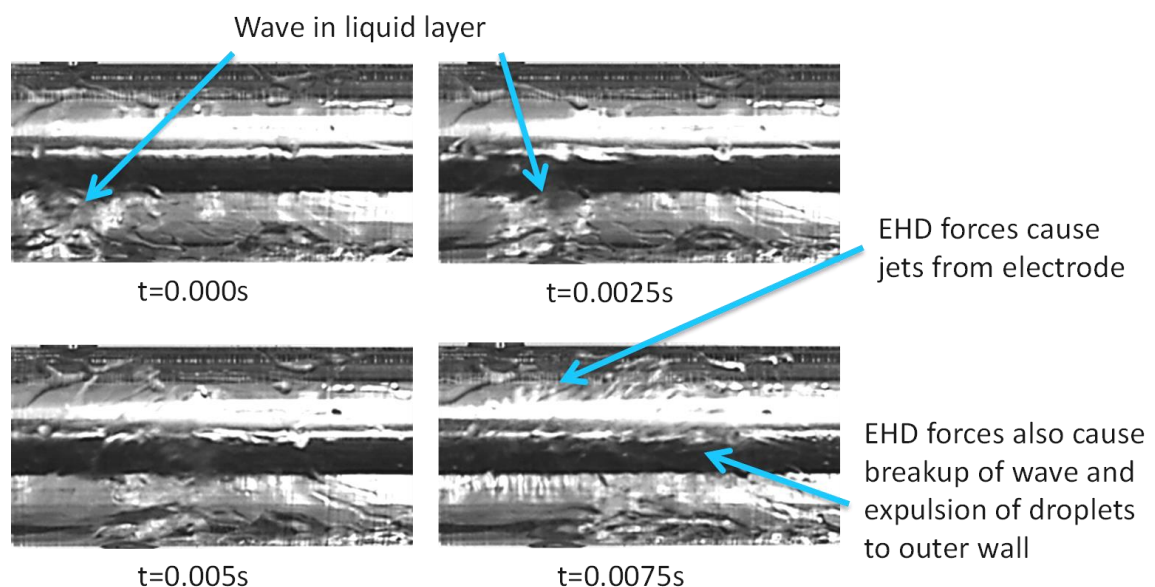 Wave in liquid layer
t=0.000s
t=0.0025s
EHD forces cause
jets from electrode
t=0.005s
t=0.0075s
EHD forces also cause
breakup of wave and
expulsion of droplets
to outer wall